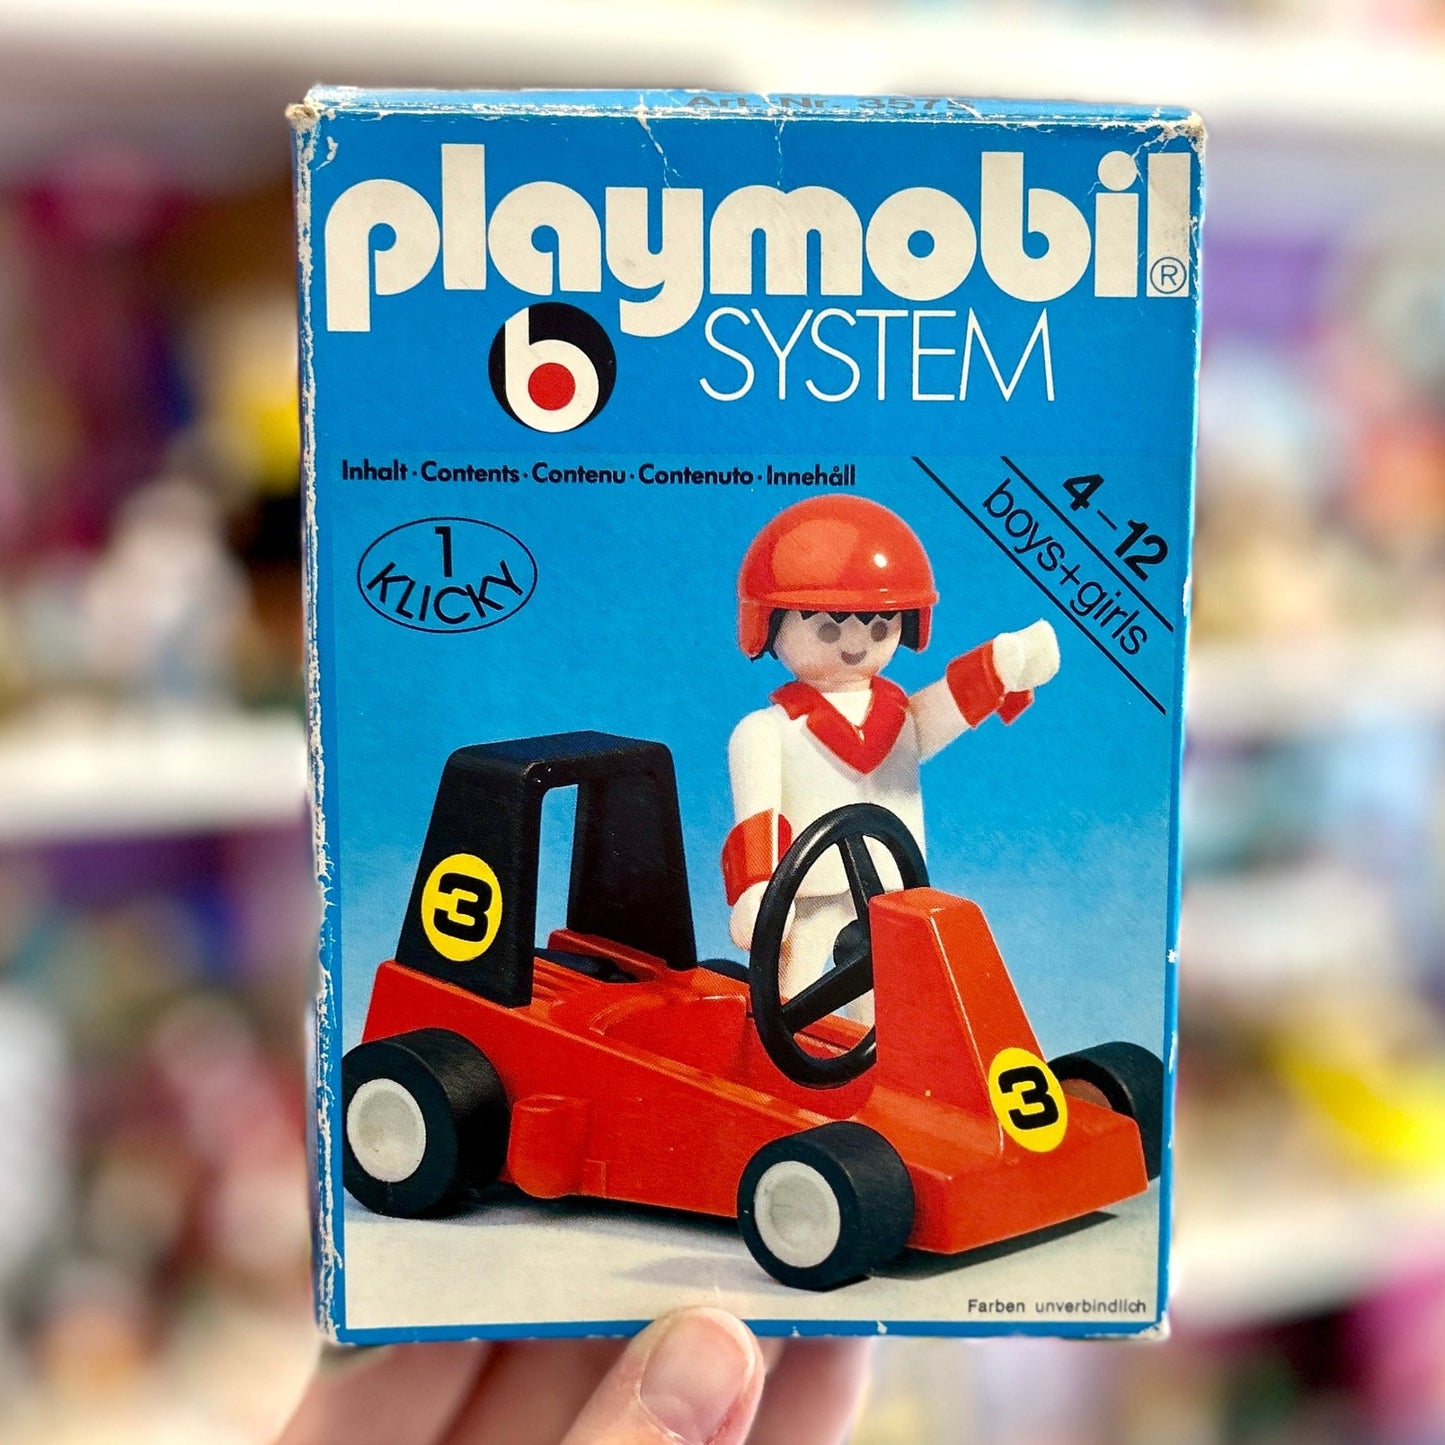 Art. Nr. 3575
playmobil®
b SYSTEM
Inhalt · Contents · Contenu · Contenuto · Innehåll
1
KLICKY
4–12
boys+girls
3
3
Farben unverbindlich